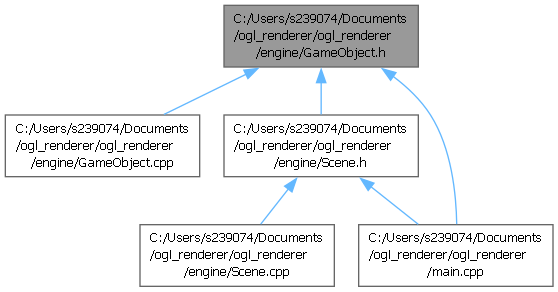 C:/Users/s239074/Documents
/ogl_renderer/ogl_renderer
/engine/GameObject.h
C:/Users/s239074/Documents
/ogl_renderer/ogl_renderer
/engine/GameObject.cpp
C:/Users/s239074/Documents
/ogl_renderer/ogl_renderer
/engine/Scene.h
C:/Users/s239074/Documents
/ogl_renderer/ogl_renderer
/engine/Scene.cpp
C:/Users/s239074/Documents
/ogl_renderer/ogl_renderer
/main.cpp